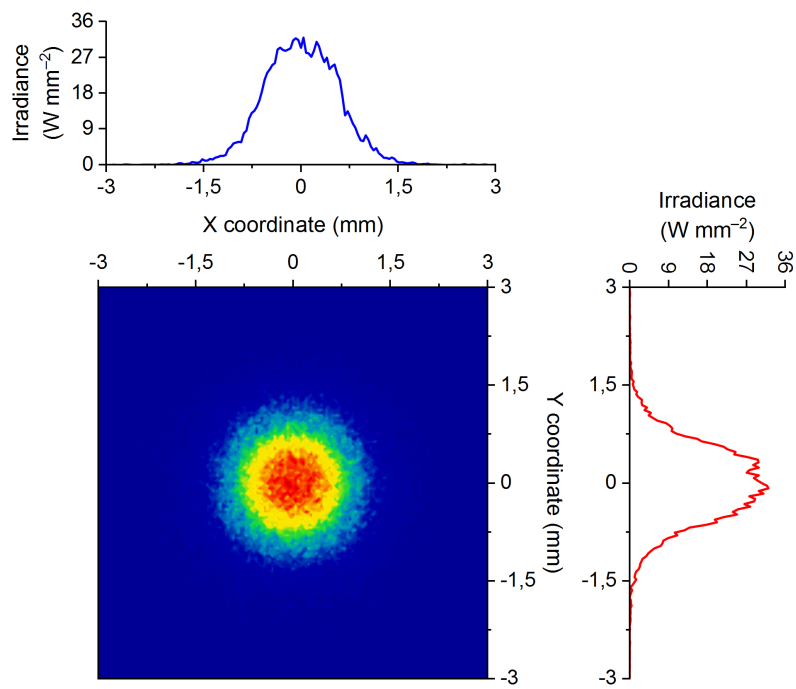 Irradiance
(W mm⁻²)
36
27
18
9
0
-3 -1,5 0 1,5 3
X coordinate (mm)
Irradiance
(W mm⁻²)
0 9 18 27 36
-3 -1,5 0 1,5 3
3
1,5
0
-1,5
-3
Y coordinate (mm)
3
1,5
0
-1,5
-3